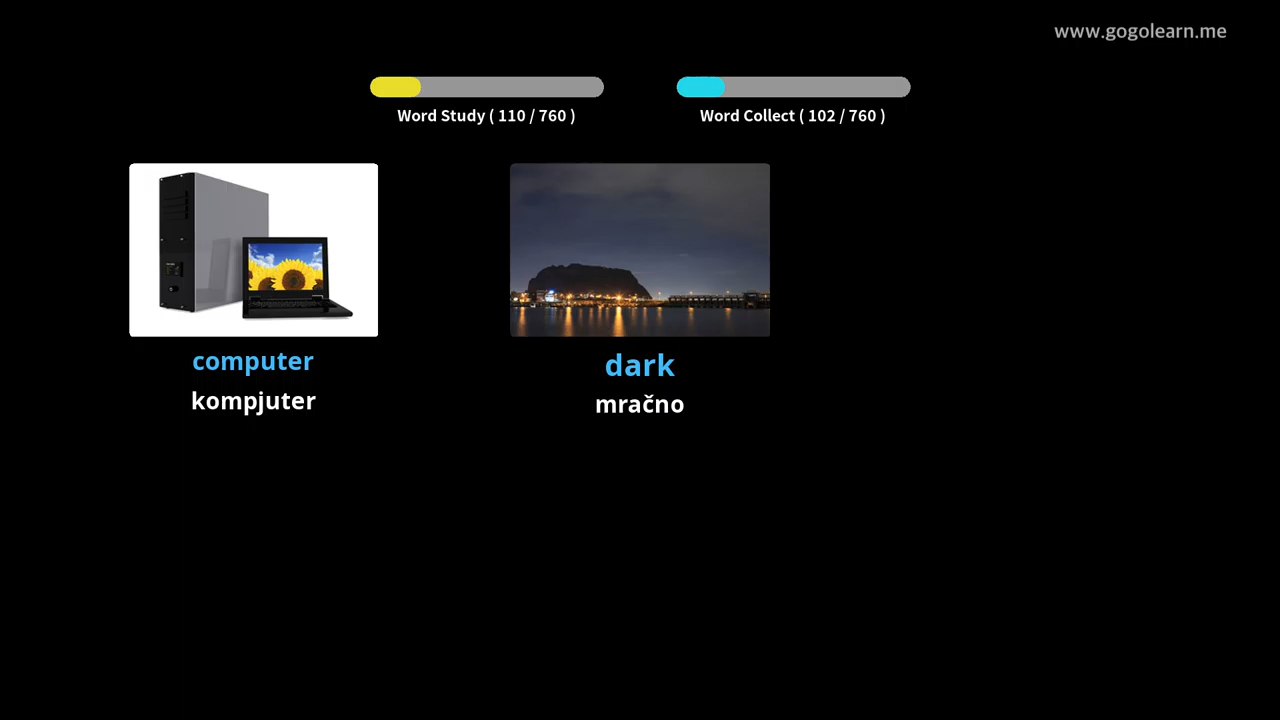 www.gogolearn.me
Word Study ( 110 / 760 )
Word Collect ( 102 / 760 )
computer
kompjuter
dark
mračno